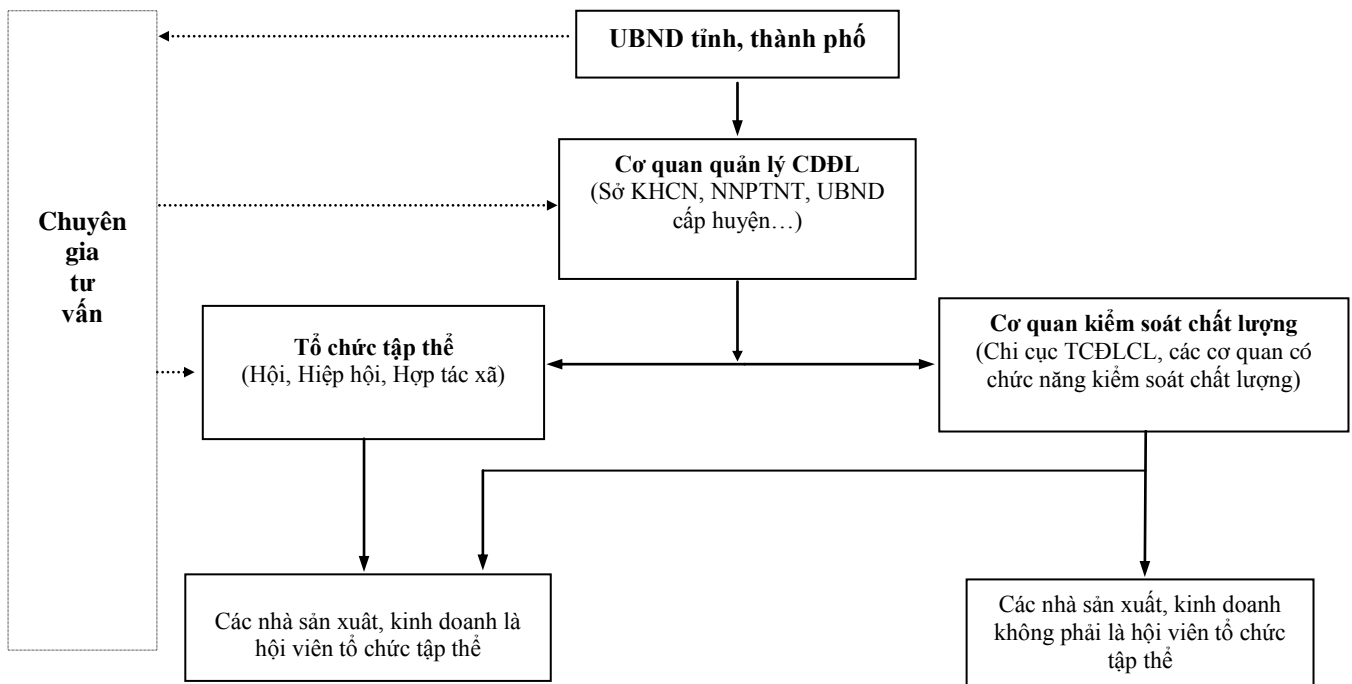 UBND tỉnh, thành phố
Cơ quan quản lý CDĐL
(Sở KHCN, NNPTNT, UBND
cấp huyện…)
Chuyên
gia
tư
vấn
Tổ chức tập thể
(Hội, Hiệp hội, Hợp tác xã)
Cơ quan kiểm soát chất lượng
(Chi cục TCĐLCL, các cơ quan có
chức năng kiểm soát chất lượng)
Các nhà sản xuât, kinh doanh là
hội viên tổ chức tập thể
Các nhà sản xuất, kinh doanh
không phải là hội viên tổ chức
tập thể